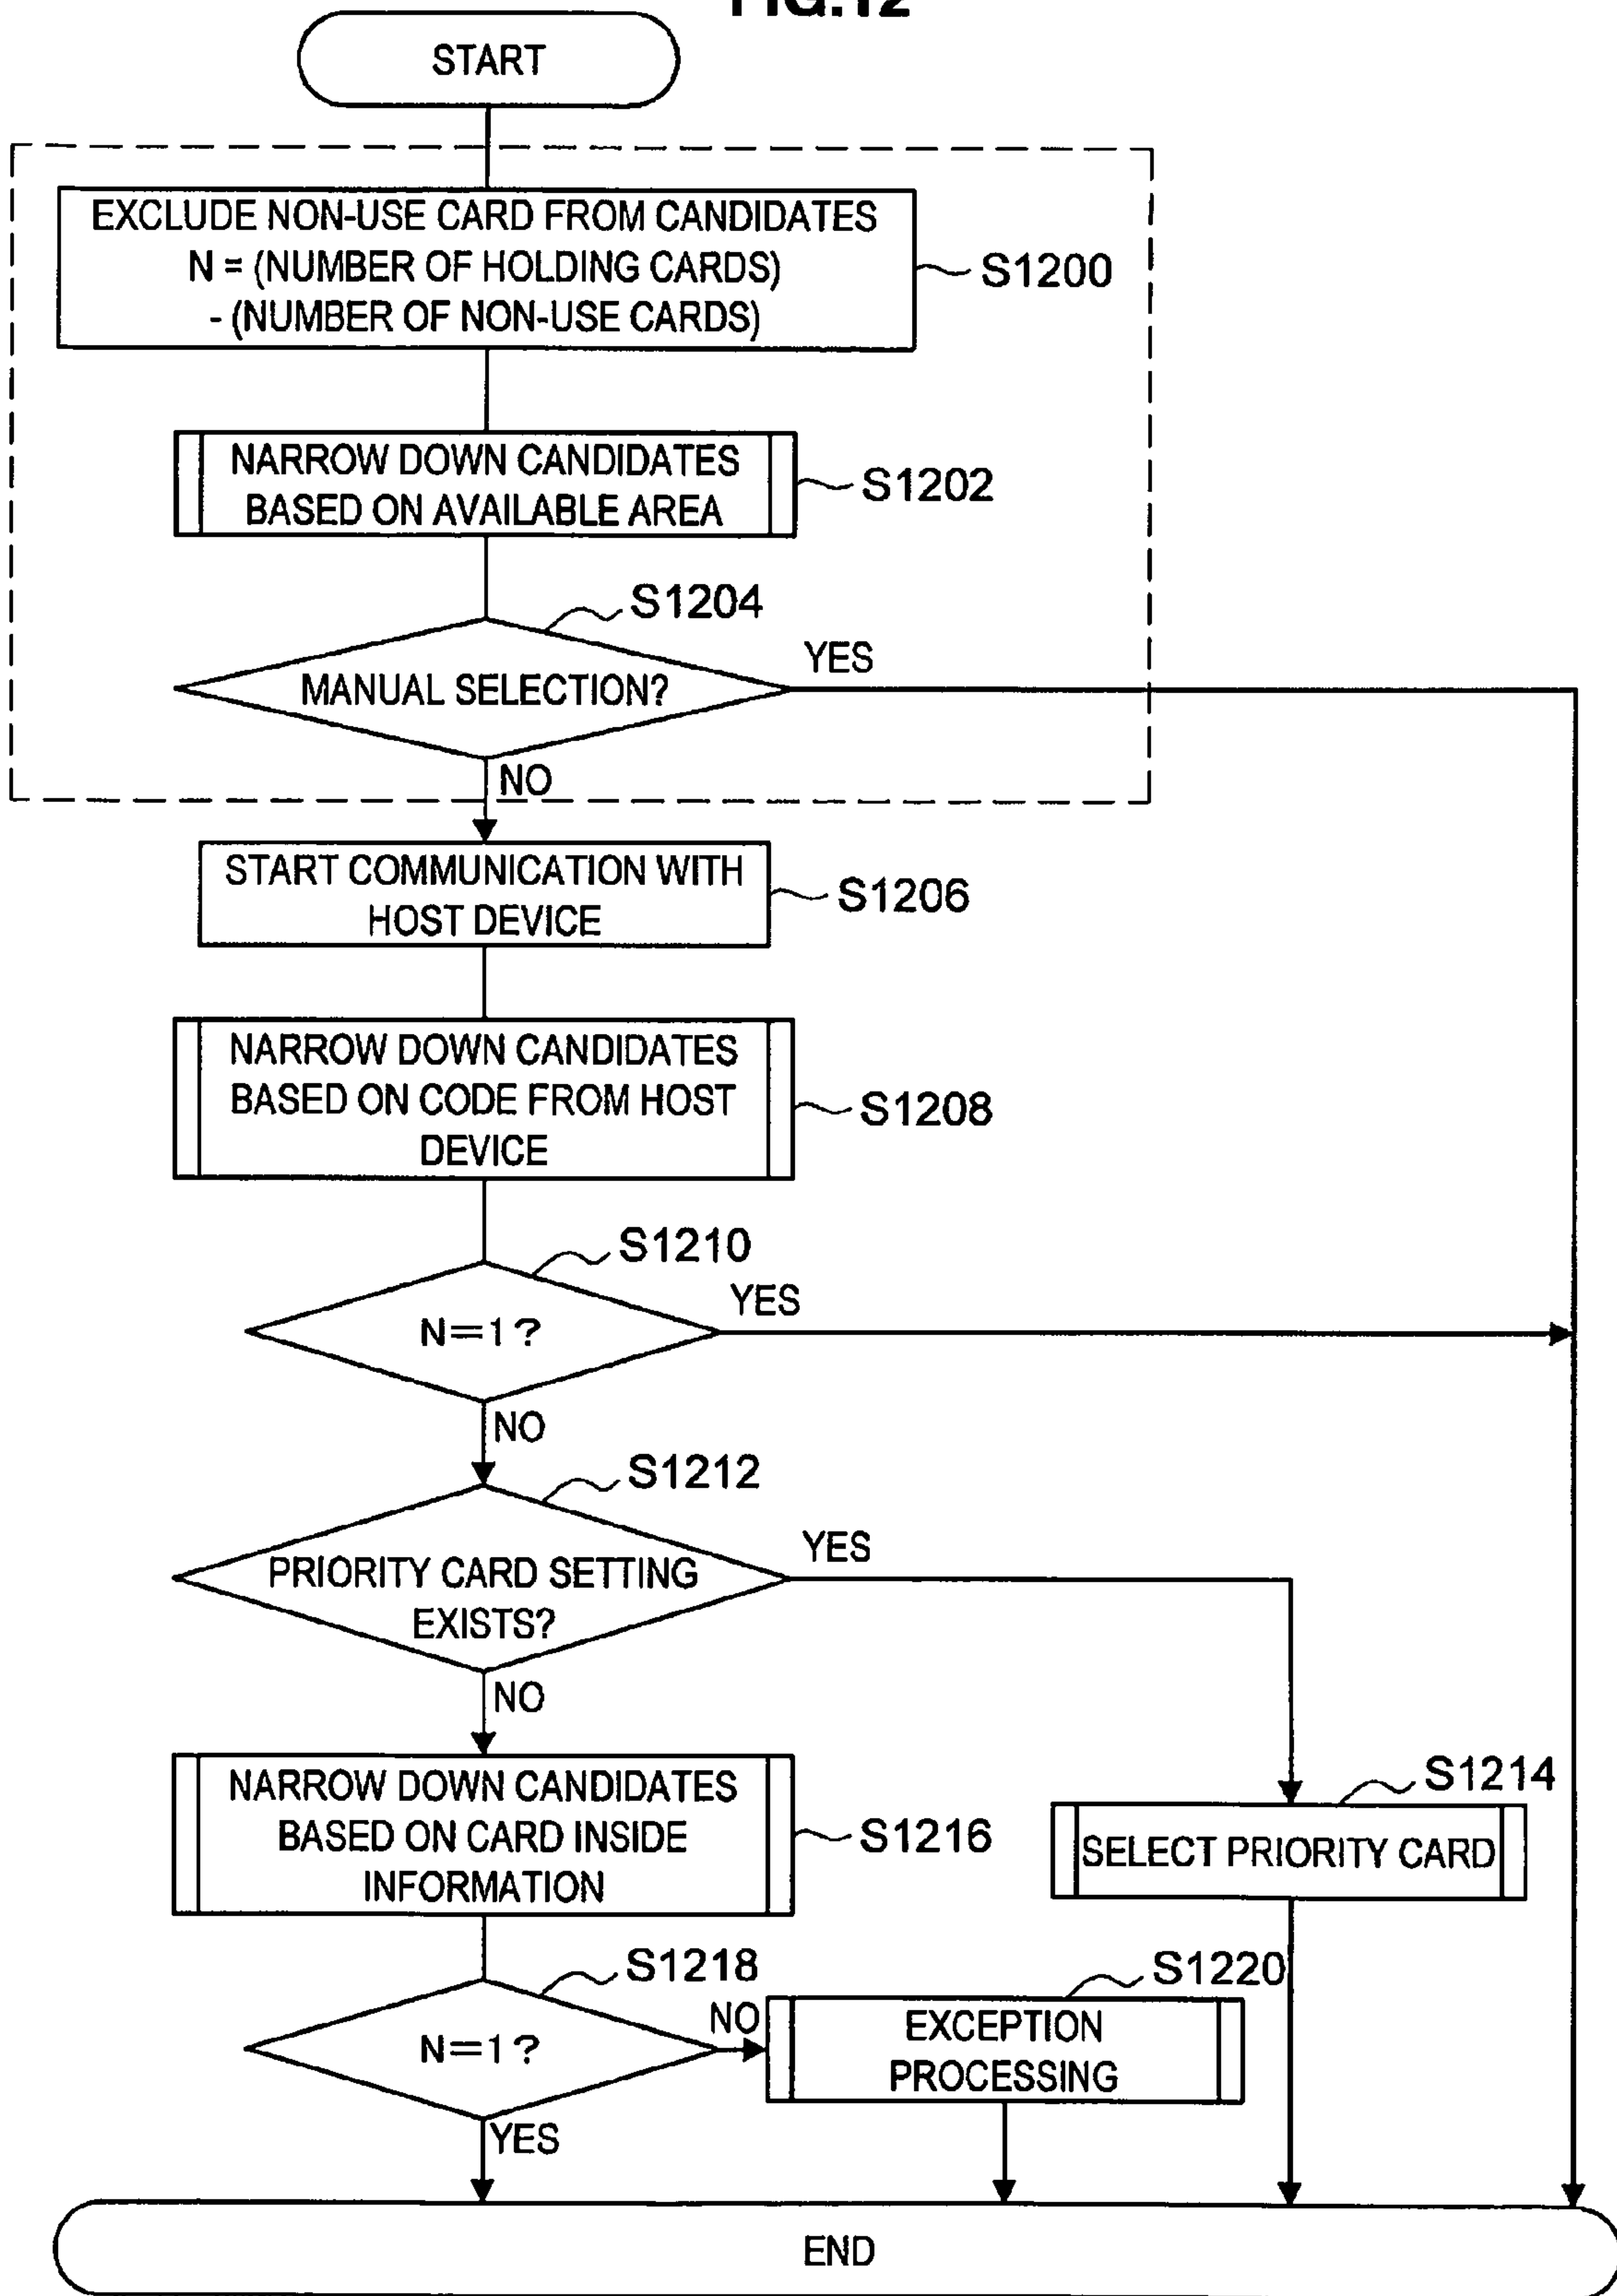 FIG.12
START
EXCLUDE NON-USE CARD FROM CANDIDATES
N = (NUMBER OF HOLDING CARDS)
- (NUMBER OF NON-USE CARDS)
S1200
NARROW DOWN CANDIDATES
BASED ON AVAILABLE AREA
S1202
S1204
MANUAL SELECTION?
YES
NO
START COMMUNICATION WITH
HOST DEVICE
S1206
NARROW DOWN CANDIDATES
BASED ON CODE FROM HOST
DEVICE
S1208
S1210
N=1?
YES
NO
S1212
PRIORITY CARD SETTING
EXISTS?
YES
NO
NARROW DOWN CANDIDATES
BASED ON CARD INSIDE
INFORMATION
S1216
S1214
SELECT PRIORITY CARD
S1218
N=1?
NO
YES
S1220
EXCEPTION
PROCESSING
END